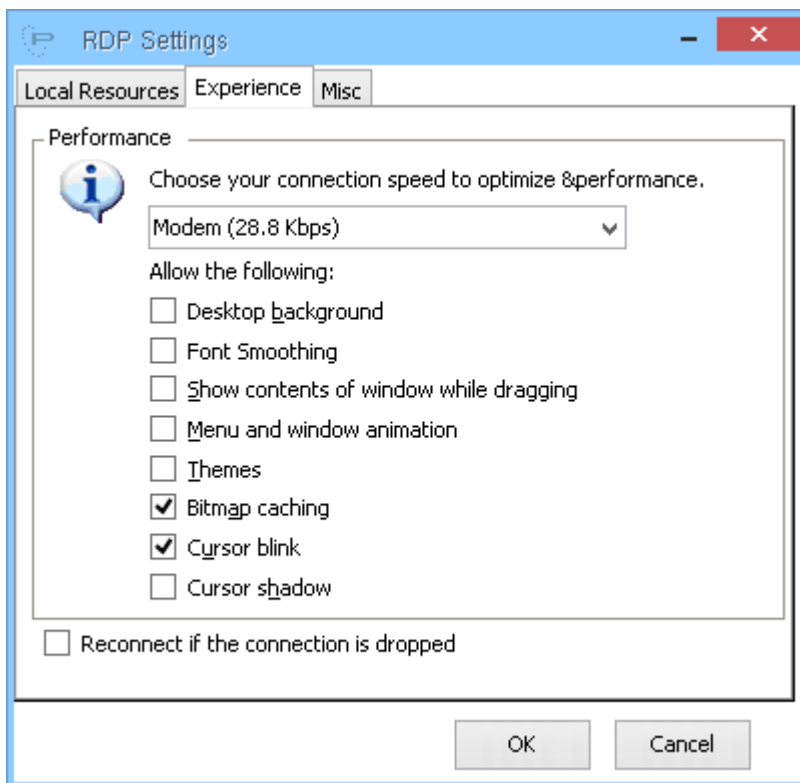 RDP Settings
Local Resources Experience Misc
Performance
Choose your connection speed to optimize &performance.
Modem (28.8 Kbps)
Allow the following:
Desktop background
Font Smoothing
Show contents of window while dragging
Menu and window animation
Themes
Bitmap caching
Cursor blink
Cursor shadow
Reconnect if the connection is dropped
OK Cancel